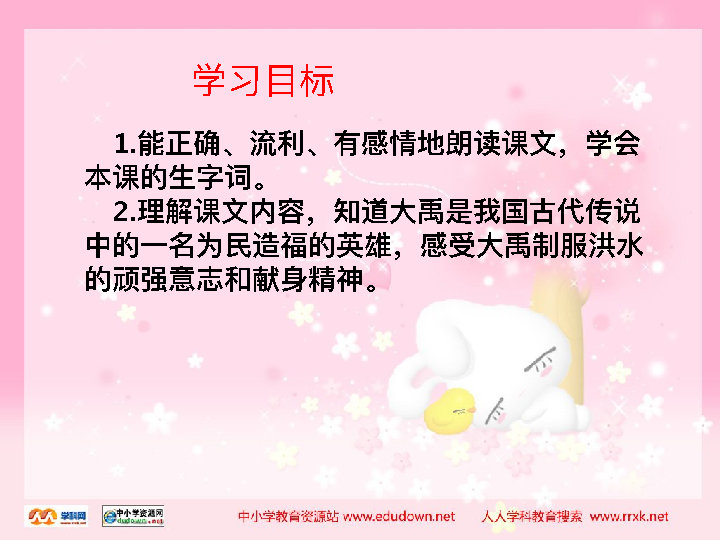 学习目标
1.能正确、流利、有感情地朗读课文，学会
本课的生字词。
2.理解课文内容，知道大禹是我国古代传说
中的一名为民造福的英雄，感受大禹制服洪水
的顽强意志和献身精神。
学科网
中小学资源网
edudown.net
中小学教育资源站 www.edudown.net 人人学科教育搜索 www.rrxk.net